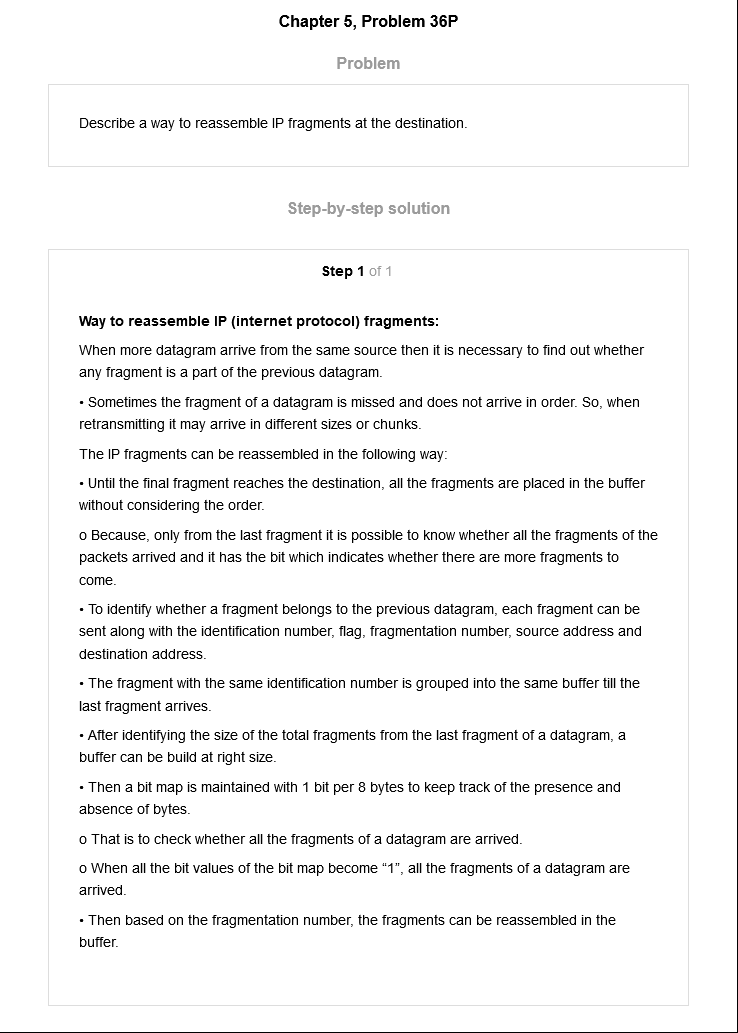 Chapter 5, Problem 36P
Problem
Describe a way to reassemble IP fragments at the destination.
Step-by-step solution
Step 1 of 1
Way to reassemble IP (internet protocol) fragments:
When more datagram arrive from the same source then it is necessary to find out whether
any fragment is a part of the previous datagram.
• Sometimes the fragment of a datagram is missed and does not arrive in order. So, when
retransmitting it may arrive in different sizes or chunks.
The IP fragments can be reassembled in the following way:
• Until the final fragment reaches the destination, all the fragments are placed in the buffer
without considering the order.
o Because, only from the last fragment it is possible to know whether all the fragments of the
packets arrived and it has the bit which indicates whether there are more fragments to
come.
• To identify whether a fragment belongs to the previous datagram, each fragment can be
sent along with the identification number, flag, fragmentation number, source address and
destination address.
• The fragment with the same identification number is grouped into the same buffer till the
last fragment arrives.
• After identifying the size of the total fragments from the last fragment of a datagram, a
buffer can be build at right size.
• Then a bit map is maintained with 1 bit per 8 bytes to keep track of the presence and
absence of bytes.
o That is to check whether all the fragments of a datagram are arrived.
o When all the bit values of the bit map become “1”, all the fragments of a datagram are
arrived.
• Then based on the fragmentation number, the fragments can be reassembled in the
buffer.